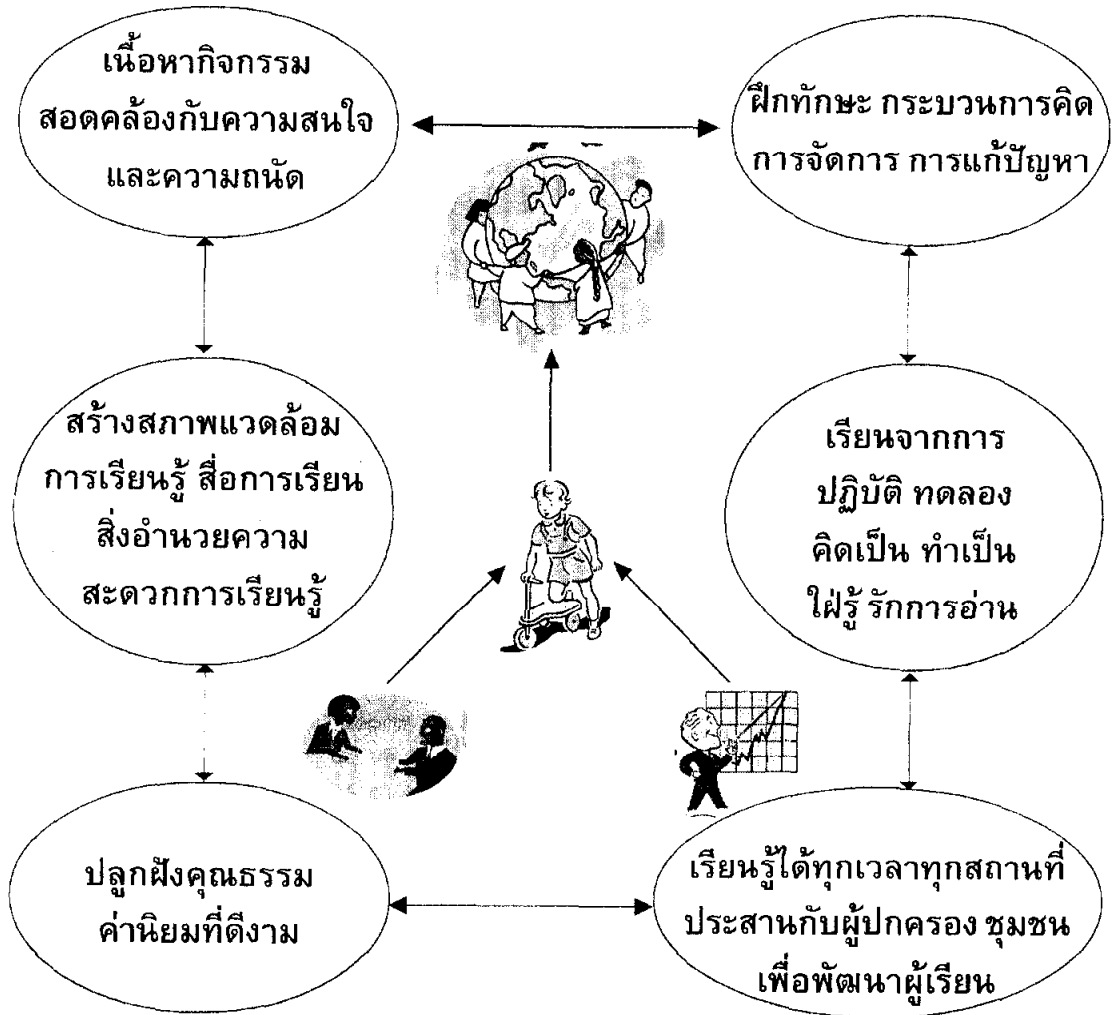 เนื้อหากิจกรรม
สอดคล้องกับความสนใจ
และความถนัด
ฝึกทักษะ กระบวนการคิด
การจัดการ การแก้ปัญหา
สร้างสภาพแวดล้อม
การเรียนรู้ สื่อการเรียน
สิ่งอำนวยความ
สะดวกการเรียนรู้
เรียนจากการ
ปฏิบัติ ทดลอง
คิดเป็น ทำเป็น
ใฝ่รู้ รักการอ่าน
ปลูกฝังคุณธรรม
ค่านิยมที่ดีงาม
เรียนรู้ได้ทุกเวลาทุกสถานที่
ประสานกับผู้ปกครอง ชุมชน
เพื่อพัฒนาผู้เรียน